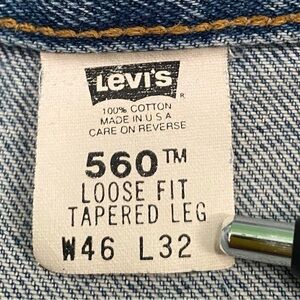 LEVI'S
®
100% COTTON
MADE IN U S A
CARE ON REVERSE
560™
LOOSE FIT
TAPERED LEG
W46 L32